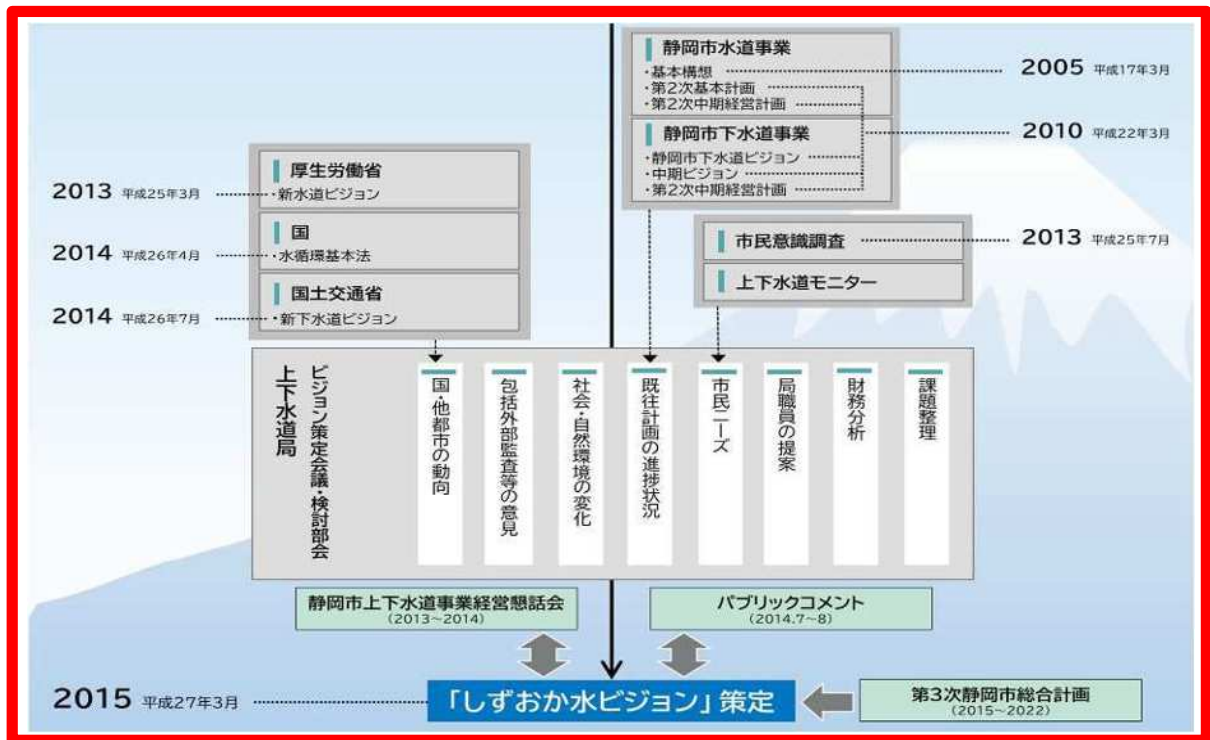 静岡市水道事業
・基本構想
2005 平成17年3月
・第2次基本計画
・第2次中期経営計画
静岡市下水道事業
2010 平成22年3月
・静岡市下水道ビジョン
・中期ビジョン
・第2次中期経営計画
厚生労働省
2013 平成25年3月
・新水道ビジョン
国
2014 平成26年4月
・水循環基本法
国土交通省
2014 平成26年7月
・新下水道ビジョン
市民意識調査
2013 平成25年7月
上下水道モニター
上下水道局
ビジョン策定会議・検討部会
国・他都市の動向
包括外部監査等の意見
社会・自然環境の変化
既往計画の進捗状況
市民ニーズ
局職員の提案
財務分析
課題整理
静岡市上下水道事業経営懇話会
(2013~2014)
パブリックコメント
(2014.7~8)
2015 平成27年3月
「しずおか水ビジョン」策定
第3次静岡市総合計画
(2015~2022)